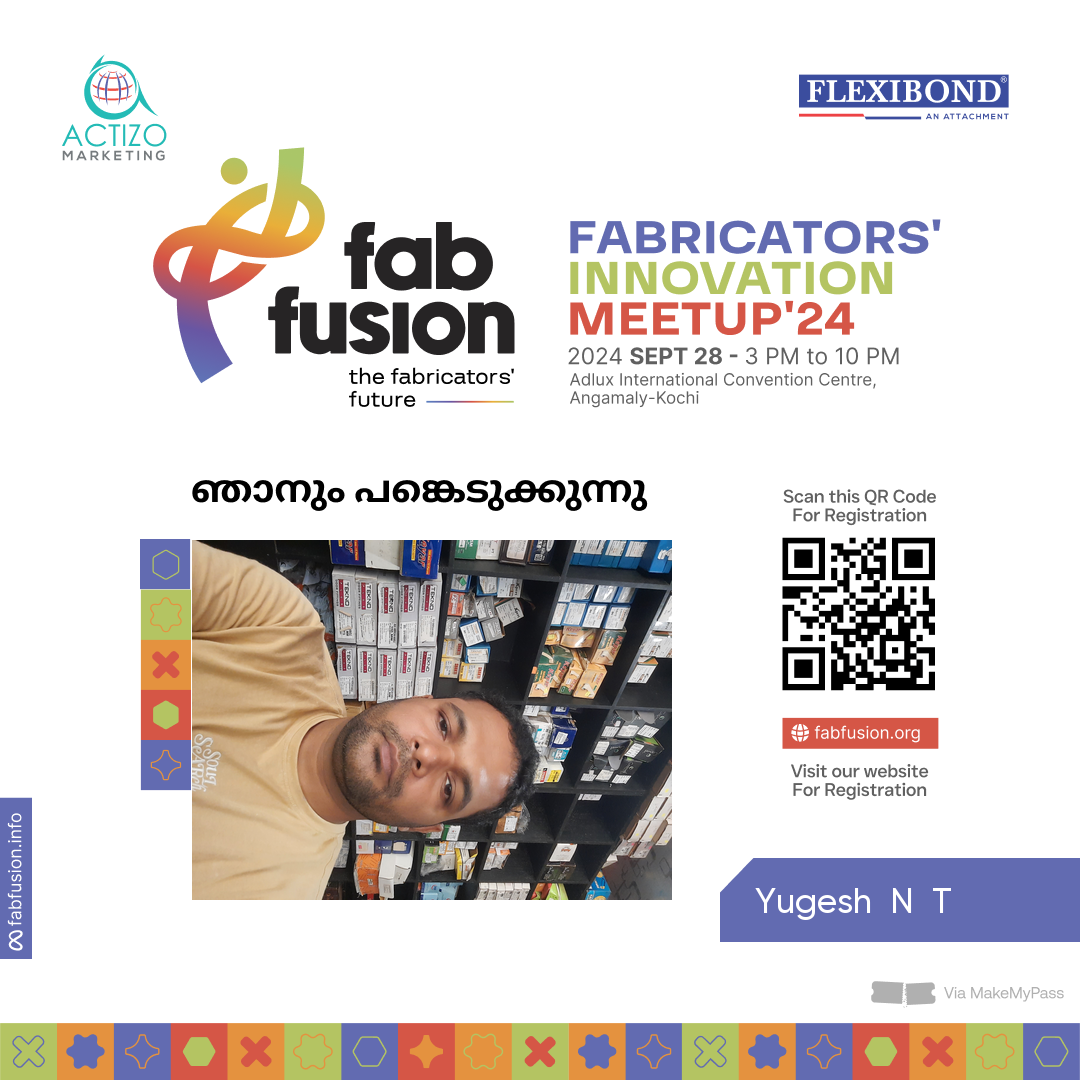 ACTIZO
MARKETING
FLEXIBOND®
AN ATTACHMENT
fab
fusion
the fabricators'
future
FABRICATORS'
INNOVATION
MEETUP'24
2024 SEPT 28 - 3 PM to 10 PM
Adlux International Convention Centre,
Angamaly-Kochi
ഞാനും പങ്കെടുക്കുന്നു
Scan this QR Code
For Registration
TEKNO
fabfusion.org
Visit our website
For Registration
fabfusion.info
Yugesh N T
Via MakeMyPass